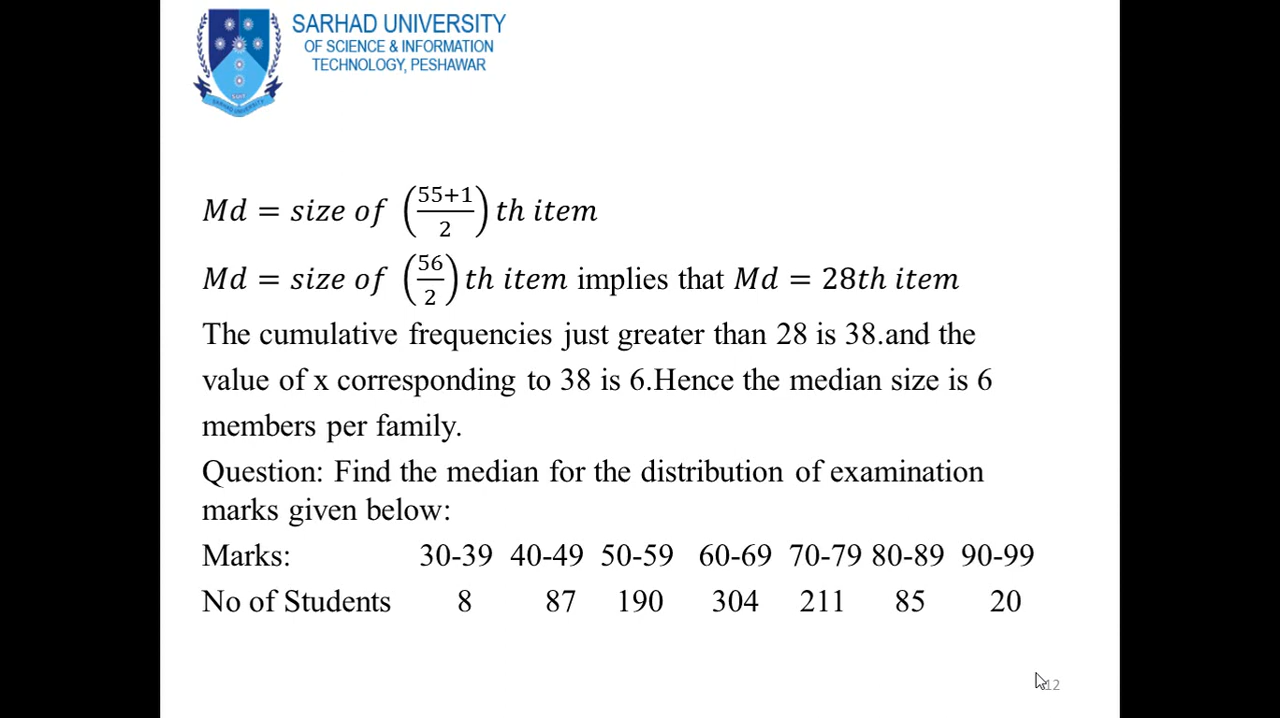 SARHAD UNIVERSITY
OF SCIENCE & INFORMATION
TECHNOLOGY, PESHAWAR
Md = size of (55+1/2) th item
Md = size of (56/2) th item implies that Md = 28th item
The cumulative frequencies just greater than 28 is 38.and the
value of x corresponding to 38 is 6.Hence the median size is 6
members per family.
Question: Find the median for the distribution of examination
marks given below:
Marks: 30-39 40-49 50-59 60-69 70-79 80-89 90-99
No of Students 8 87 190 304 211 85 20
12